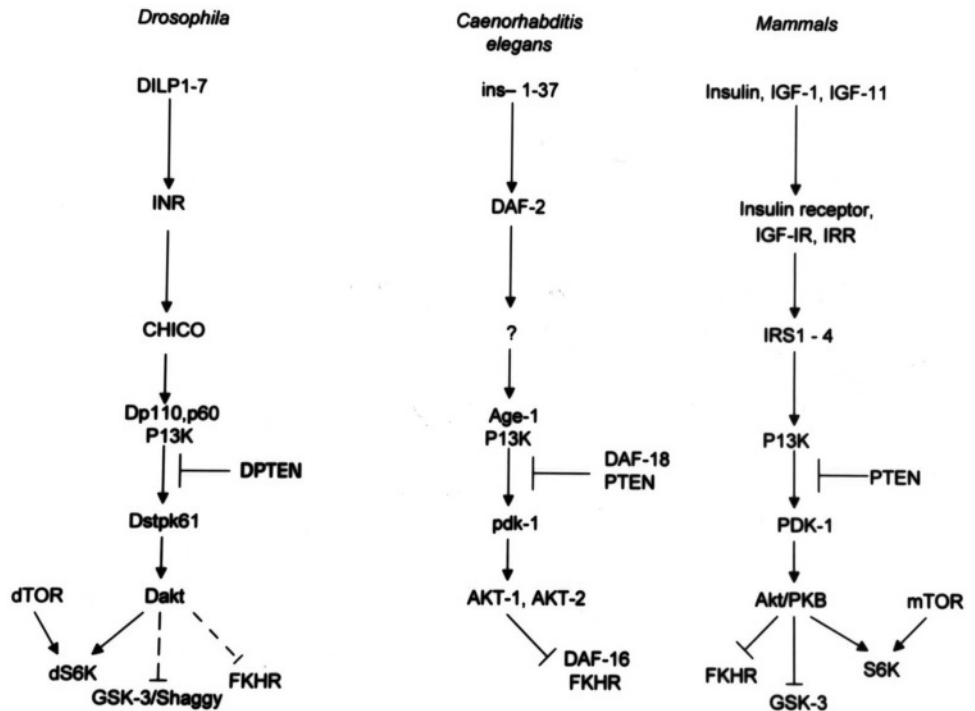 Drosophila
DILP1-7
INR
CHICO
Dp110,p60
P13K
DPTEN
Dstpk61
dTOR
Dakt
dS6K
GSK-3/Shaggy
FKHR
Caenorhabditis
elegans
ins– 1-37
DAF-2
?
Age-1
P13K
DAF-18
PTEN
pdk-1
AKT-1, AKT-2
DAF-16
FKHR
Mammals
Insulin, IGF-1, IGF-11
Insulin receptor,
IGF-IR, IRR
IRS1 - 4
P13K
PTEN
PDK-1
Akt/PKB
mTOR
FKHR
GSK-3
S6K